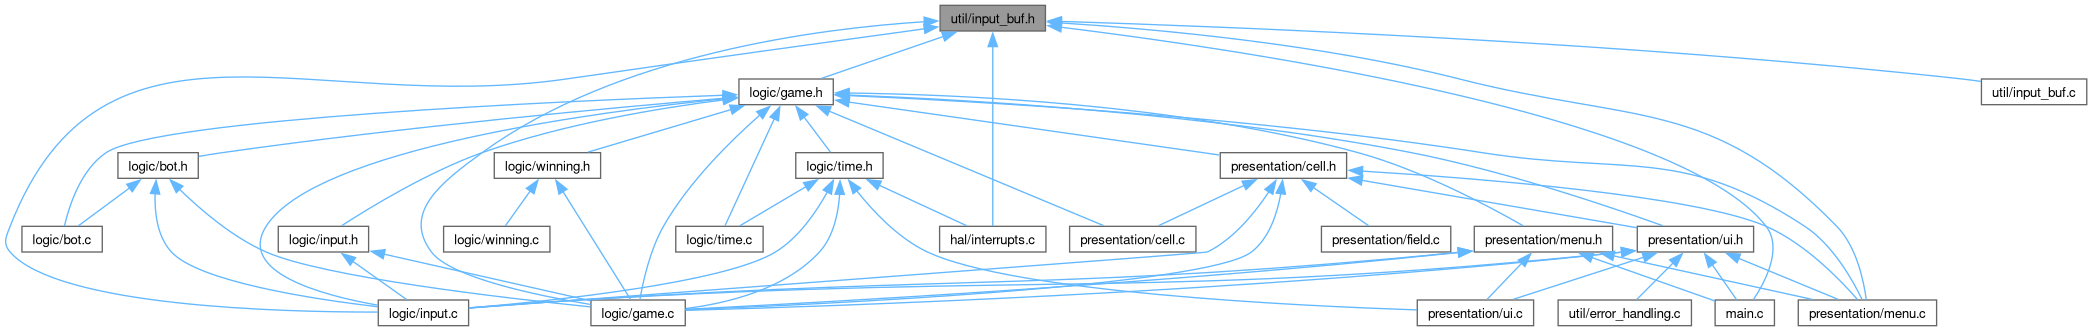 util/input_buf.h
logic/game.h
util/input_buf.c
logic/bot.h
logic/winning.h
logic/time.h
presentation/cell.h
logic/bot.c
logic/input.h
logic/winning.c
logic/time.c
hal/interrupts.c
presentation/cell.c
presentation/field.c
presentation/menu.h
presentation/ui.h
logic/input.c
logic/game.c
presentation/ui.c
util/error_handling.c
main.c
presentation/menu.c